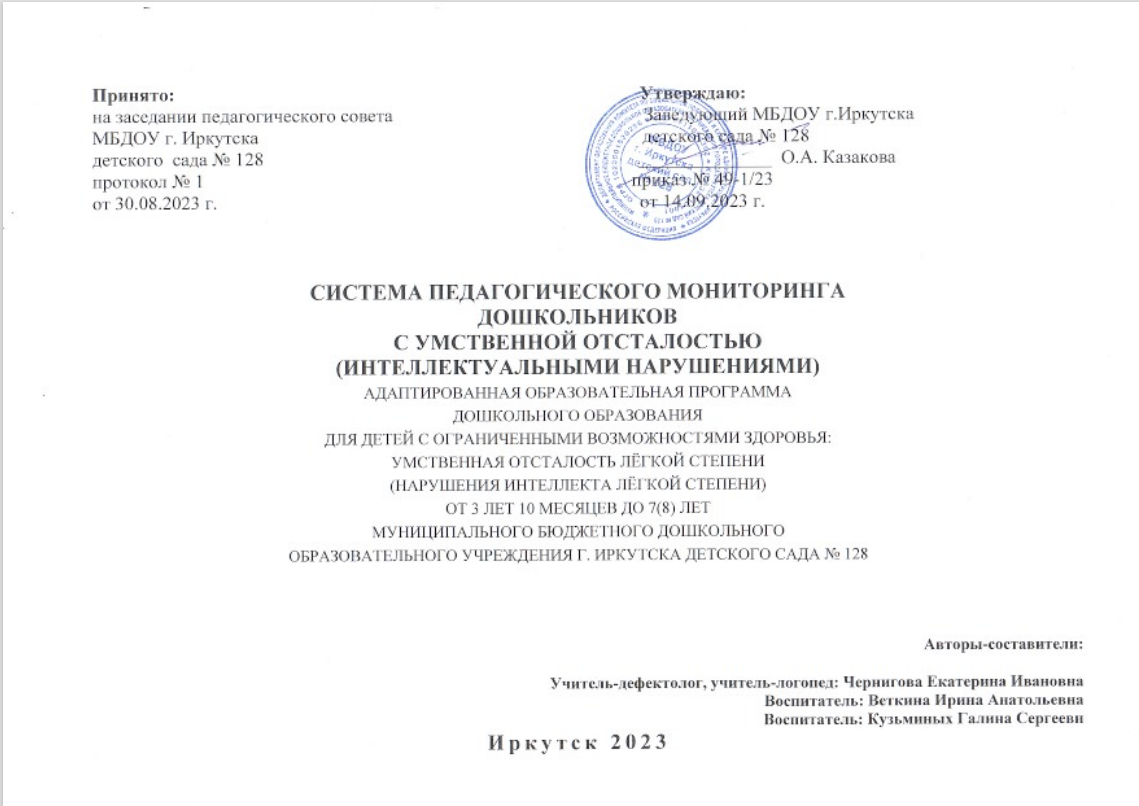 Принято:
на заседании педагогического совета
МБДОУ г. Иркутска
детского сада № 128
протокол № 1
от 30.08.2023 г.
Утверждаю:
Заведующий МБДОУ г.Иркутска
детского сада № 128
О.А. Казакова
приказ № 49-1/23
от 14.09.2023 г.
МБДОУ
г. Иркутска
детский сад
СИСТЕМА ПЕДАГОГИЧЕСКОГО МОНИТОРИНГА
ДОШКОЛЬНИКОВ
С УМСТВЕННОЙ ОТСТАЛОСТЬЮ
(ИНТЕЛЛЕКТУАЛЬНЫМИ НАРУШЕНИЯМИ)
АДАПТИРОВАННАЯ ОБРАЗОВАТЕЛЬНАЯ ПРОГРАММА
ДОШКОЛЬНОГО ОБРАЗОВАНИЯ
ДЛЯ ДЕТЕЙ С ОГРАНИЧЕННЫМИ ВОЗМОЖНОСТЯМИ ЗДОРОВЬЯ:
УМСТВЕННАЯ ОТСТАЛОСТЬ ЛЁГКОЙ СТЕПЕНИ
(НАРУШЕНИЯ ИНТЕЛЛЕКТА ЛЁГКОЙ СТЕПЕНИ)
ОТ 3 ЛЕТ 10 МЕСЯЦЕВ ДО 7(8) ЛЕТ
МУНИЦИПАЛЬНОГО БЮДЖЕТНОГО ДОШКОЛЬНОГО
ОБРАЗОВАТЕЛЬНОГО УЧРЕЖДЕНИЯ Г. ИРКУТСКА ДЕТСКОГО САДА № 128
Авторы-составители:
Учитель-дефектолог, учитель-логопед: Чернигова Екатерина Ивановна
Воспитатель: Веткина Ирина Анатольевна
Воспитатель: Кузьминых Галина Сергеевн
Иркутск 2023